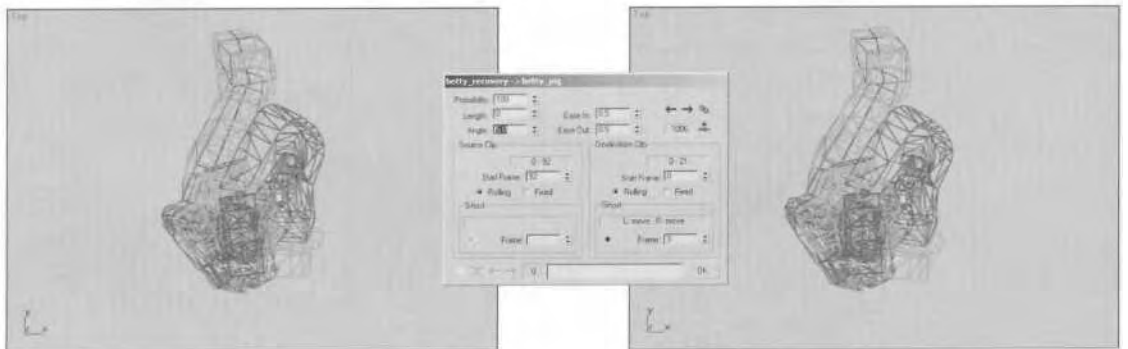 Top
Top
betty_recovery-->betty_jog
Probability: 100
Length: 0 Ease In: 0.5
Angle: Ease Out: 0.5 100%
Source Clip Destination Clip
0 - 92 0 - 21
Start Frame: 92 Start Frame: 0
Rolling Fixed Rolling Fixed
Ghost Ghost
L: move R: move
Frame: Frame:
0 OK
y
x
y
z x